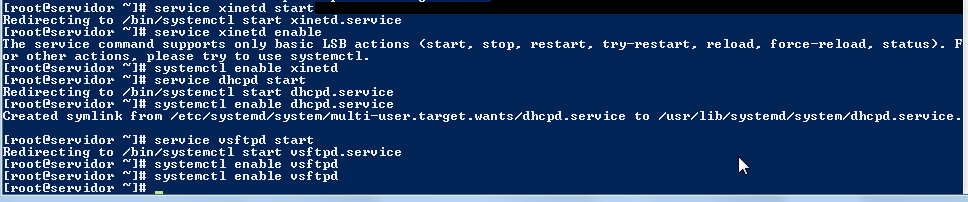 [root@servidor ~]# service xinetd start
Redirecting to /bin/systemctl start xinetd.service
[root@servidor ~]# service xinetd enable
The service command supports only basic LSB actions (start, stop, restart, try-restart, reload, force-reload, status). F
or other actions, please try to use systemctl.
[root@servidor ~]# systemctl enable xinetd
[root@servidor ~]# service dhcpd start
Redirecting to /bin/systemctl start dhcpd.service
[root@servidor ~]# systemctl enable dhcpd.service
Created symlink from /etc/systemd/system/multi-user.target.wants/dhcpd.service to /usr/lib/systemd/system/dhcpd.service.
[root@servidor ~]# service vsftpd start
Redirecting to /bin/systemctl start vsftpd.service
[root@servidor ~]# systemctl enable vsftpd
[root@servidor ~]# systemctl enable vsftpd
[root@servidor ~]#